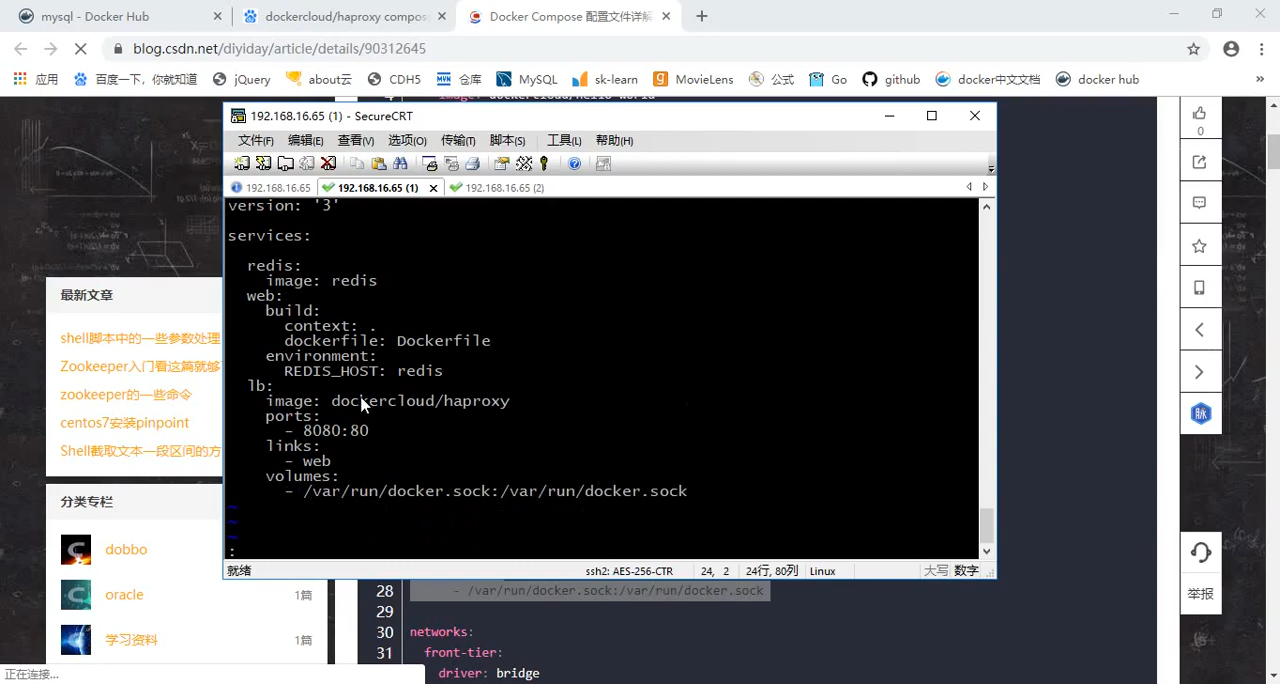 mysql - Docker Hub
dockercloud/haproxy compos
Docker Compose 配置文件详解
blog.csdn.net/diyiday/article/details/90312645
应用 百度一下,你就知道 jQuery about云 CDH5 仓库 MySQL sk-learn MovieLens 公式 Go github docker中文文档 docker hub »
192.168.16.65 (1) - SecureCRT
文件(F) 编辑(E) 查看(V) 选项(O) 传输(T) 脚本(S) 工具(L) 帮助(H)
192.168.16.65 192.168.16.65 (1) 192.168.16.65 (2)
version: '3'
services:
redis:
image: redis
web:
build:
context: .
dockerfile: Dockerfile
environment:
REDIS_HOST: redis
lb:
image: dockercloud/haproxy
ports:
- 8080:80
links:
- web
volumes:
- /var/run/docker.sock:/var/run/docker.sock
~
~
~
:
就绪 ssh2: AES-256-CTR 24, 2 24行, 80列 Linux 大写 数字
最新文章
shell脚本中的一些参数处理
Zookeeper入门看这篇就够
zookeeper的一些命令
centos7安装pinpoint
Shell截取文本一段区间的方
分类专栏
dobbo
oracle 1篇
学习资料 1篇
28 - /var/run/docker.sock:/var/run/docker.sock
29
30 networks:
31 front-tier:
driver: bridge
0
脉
举报
正在连接...